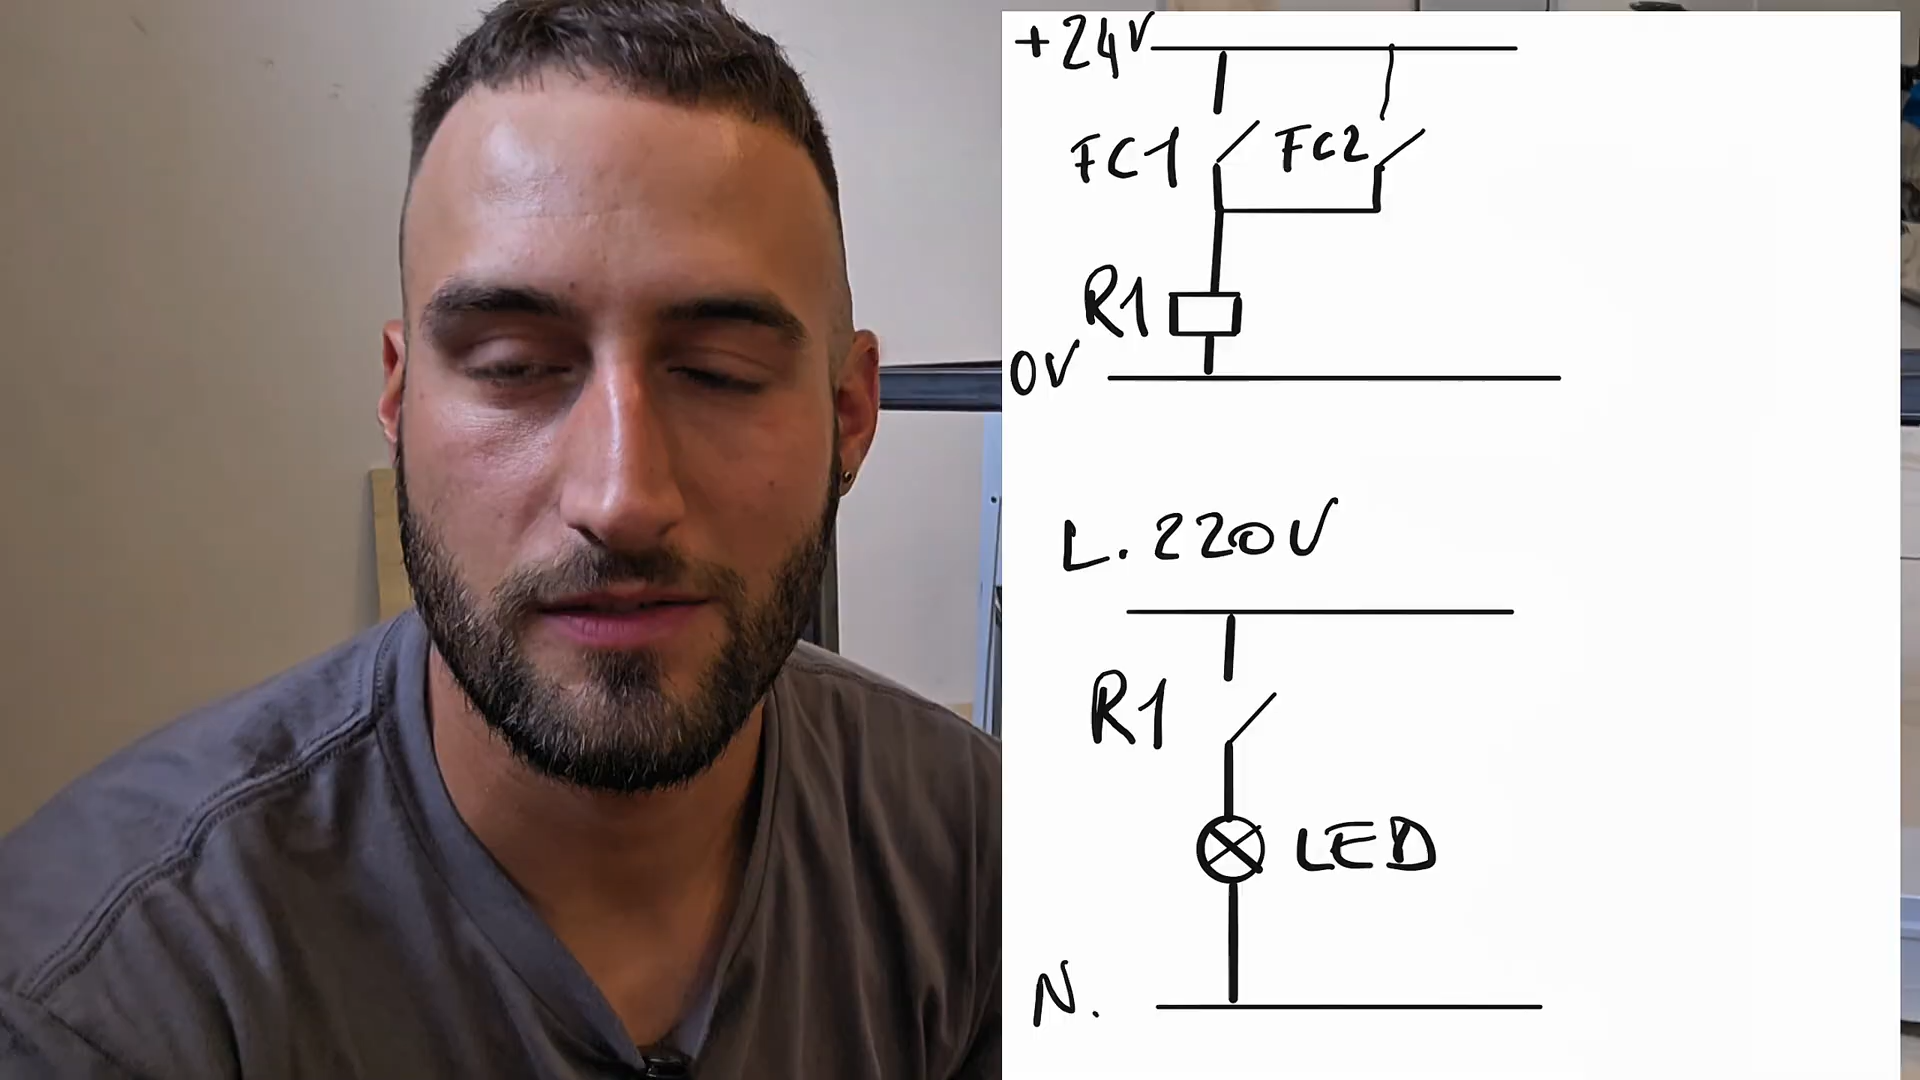 +24V
FC1 FC2
R1
0V
L. 220V
R1
LED
N.